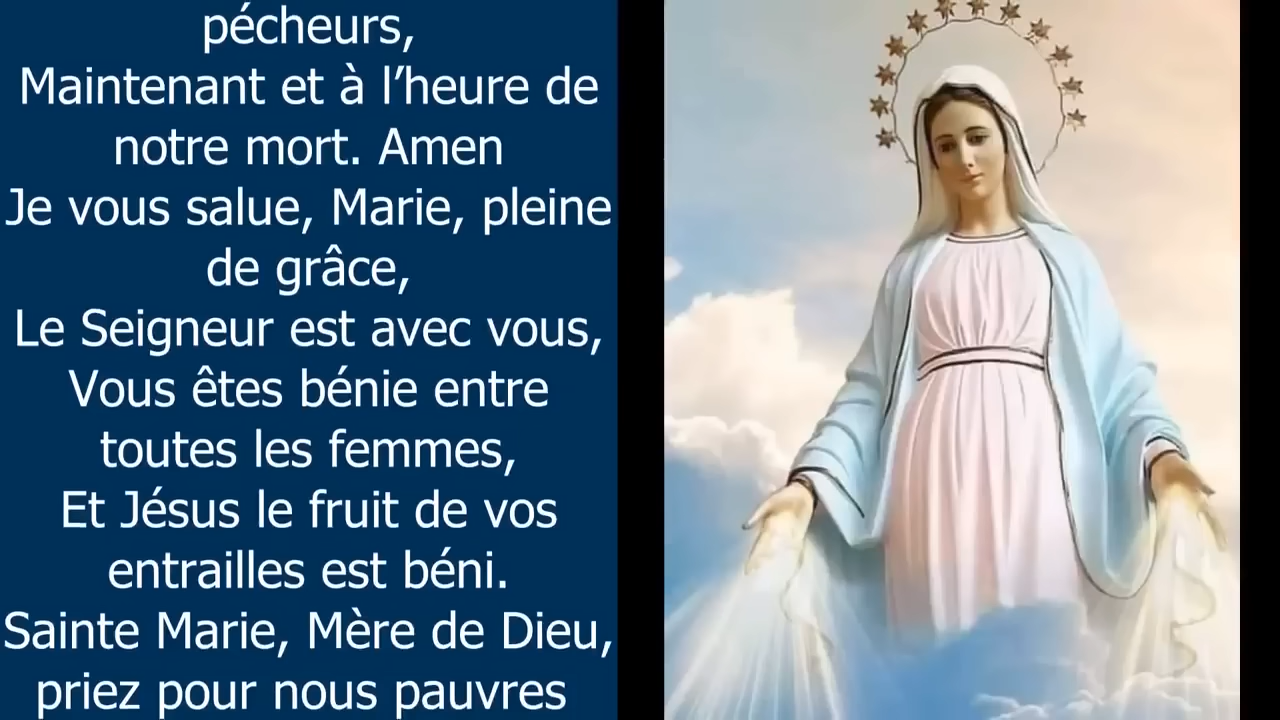 pécheurs,
Maintenant et à l’heure de
notre mort. Amen
Je vous salue, Marie, pleine
de grâce,
Le Seigneur est avec vous,
Vous êtes bénie entre
toutes les femmes,
Et Jésus le fruit de vos
entrailles est béni.
Sainte Marie, Mère de Dieu,
priez pour nous pauvres